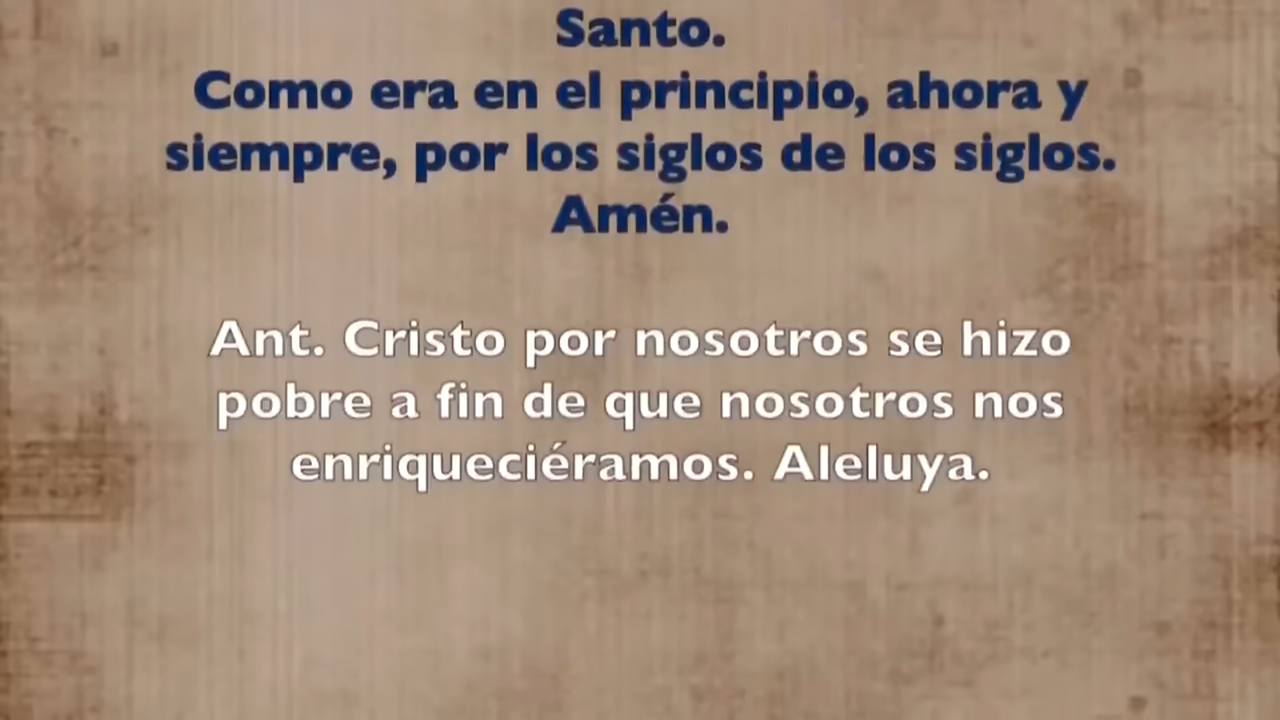 Santo.
Como era en el principio, ahora y
siempre, por los siglos de los siglos.
Amén.
Ant. Cristo por nosotros se hizo
pobre a fin de que nosotros nos
enriqueciéramos. Aleluya.